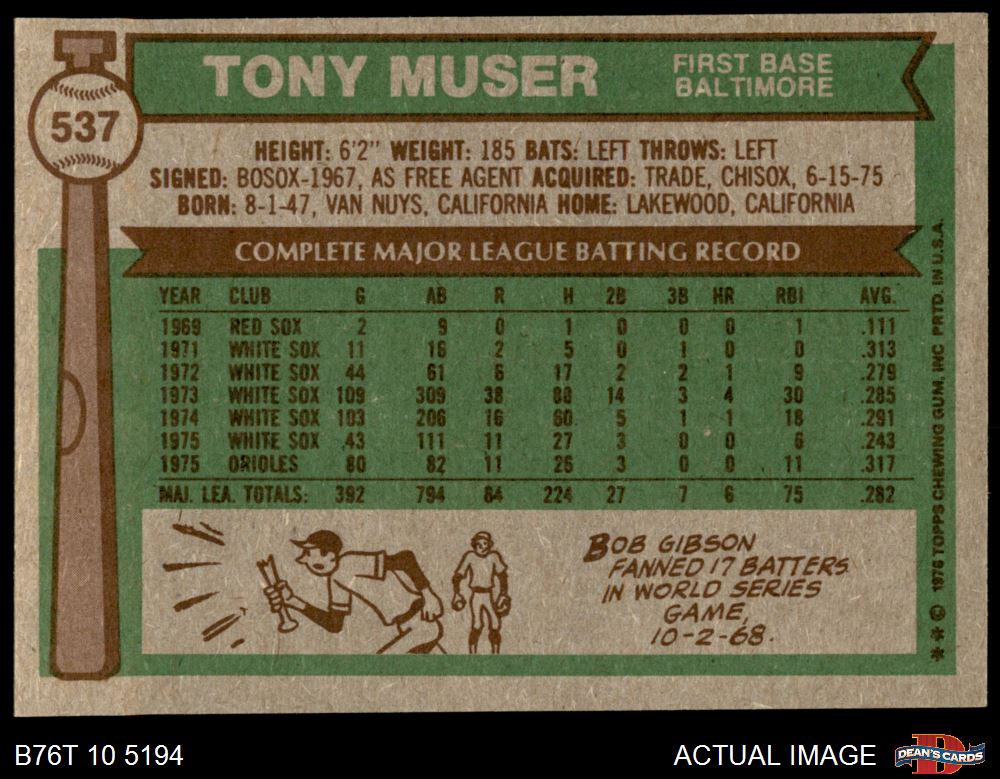 537
TONY MUSER
FIRST BASE
BALTIMORE
HEIGHT: 6'2" WEIGHT: 185 BATS: LEFT THROWS: LEFT
SIGNED: BOSOX-1967, AS FREE AGENT ACQUIRED: TRADE, CHISOX, 6-15-75
BORN: 8-1-47, VAN NUYS, CALIFORNIA HOME: LAKEWOOD, CALIFORNIA
COMPLETE MAJOR LEAGUE BATTING RECORD
YEAR CLUB G AB R H 2B 3B HR RBI AVG.
1969 RED SOX 2 9 0 1 0 0 0 1 .111
1971 WHITE SOX 11 16 2 5 0 1 0 0 .313
1972 WHITE SOX 44 61 6 17 2 2 1 9 .279
1973 WHITE SOX 109 309 38 88 14 3 4 30 .285
1974 WHITE SOX 103 206 16 60 5 1 1 18 .291
1975 WHITE SOX 43 111 11 27 3 0 0 6 .243
1975 ORIOLES 80 82 11 26 3 0 0 11 .317
MAJ. LEA. TOTALS: 392 794 84 224 27 7 6 75 .282
BOB GIBSON
FANNED 17 BATTERS
IN WORLD SERIES
GAME,
10-2-68.
** © 1976 TOPPS CHEWING GUM, INC PRTD. IN U.S.A.
B76T 10 5194
ACTUAL IMAGE
DEAN'S CARDS